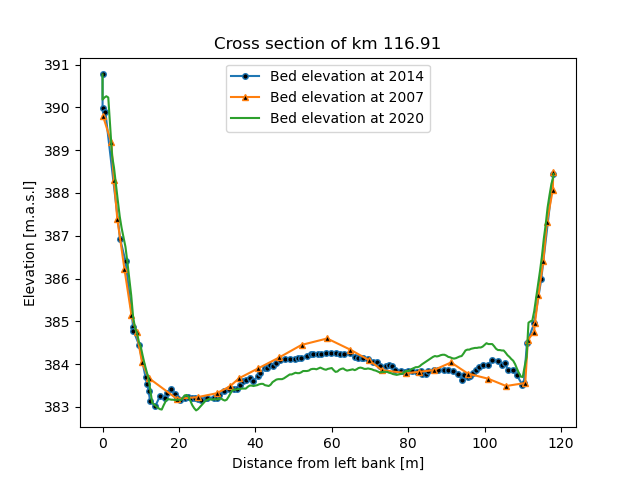 Cross section of km 116.91
Bed elevation at 2014
Bed elevation at 2007
Bed elevation at 2020
Elevation [m.a.s.l]
391
390
389
388
387
386
385
384
383
0 20 40 60 80 100 120
Distance from left bank [m]